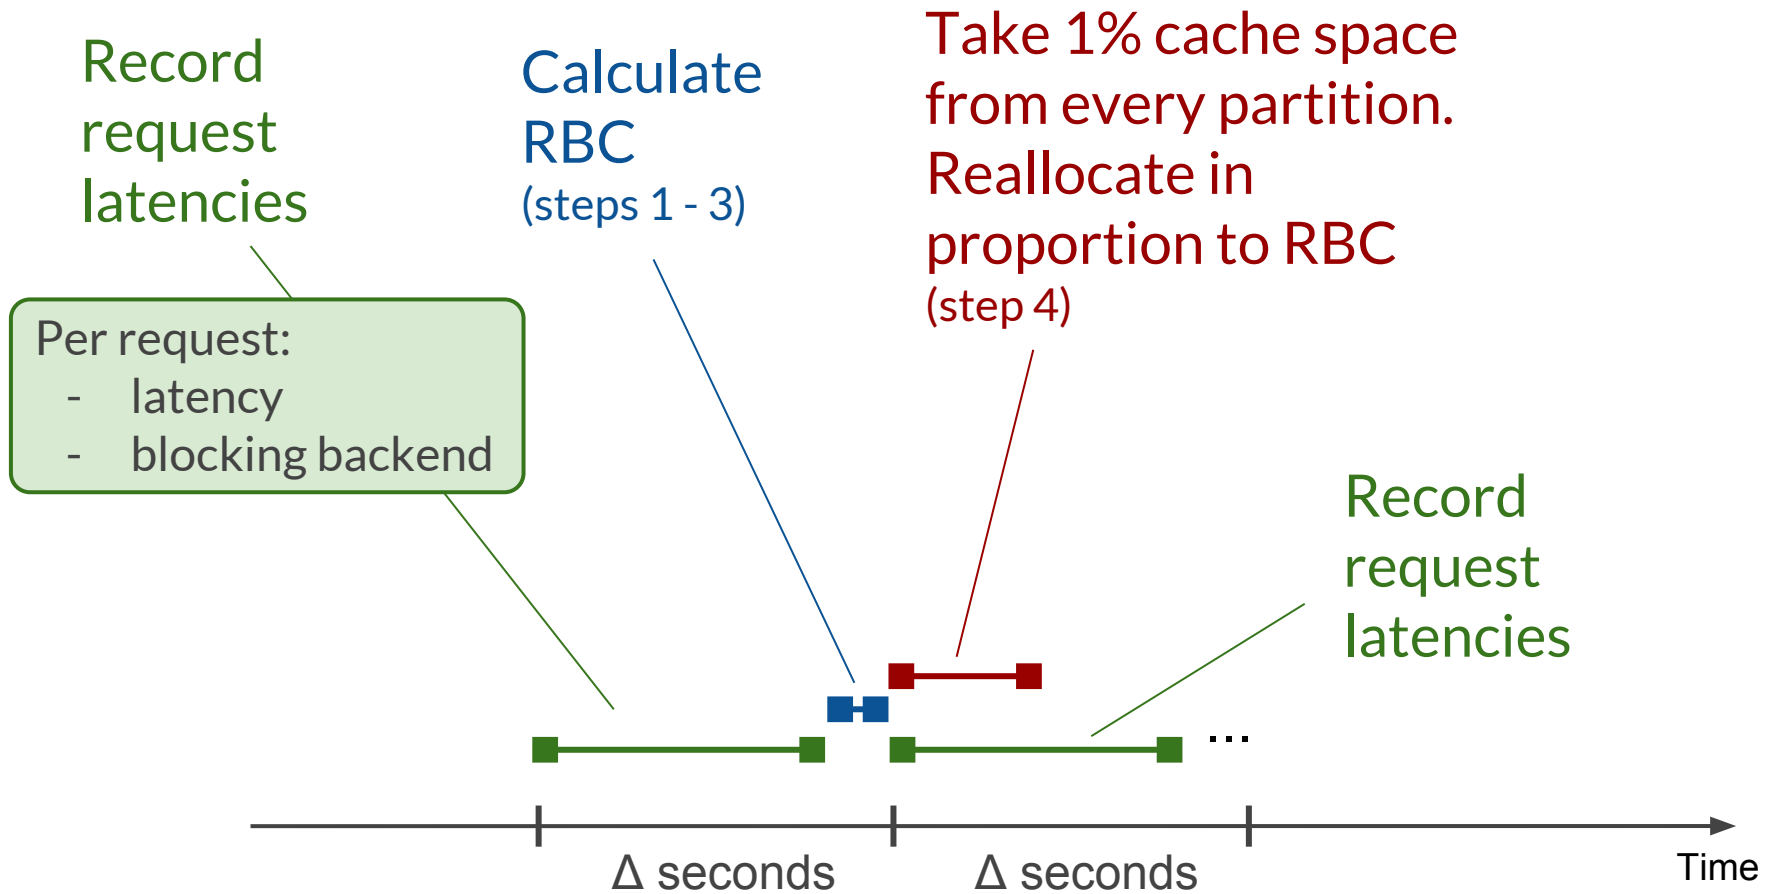 Record
request
latencies
Per request:
- latency
- blocking backend
Calculate
RBC
(steps 1 - 3)
Take 1% cache space
from every partition.
Reallocate in
proportion to RBC
(step 4)
Record
request
latencies
...
Δ seconds
Δ seconds
Time